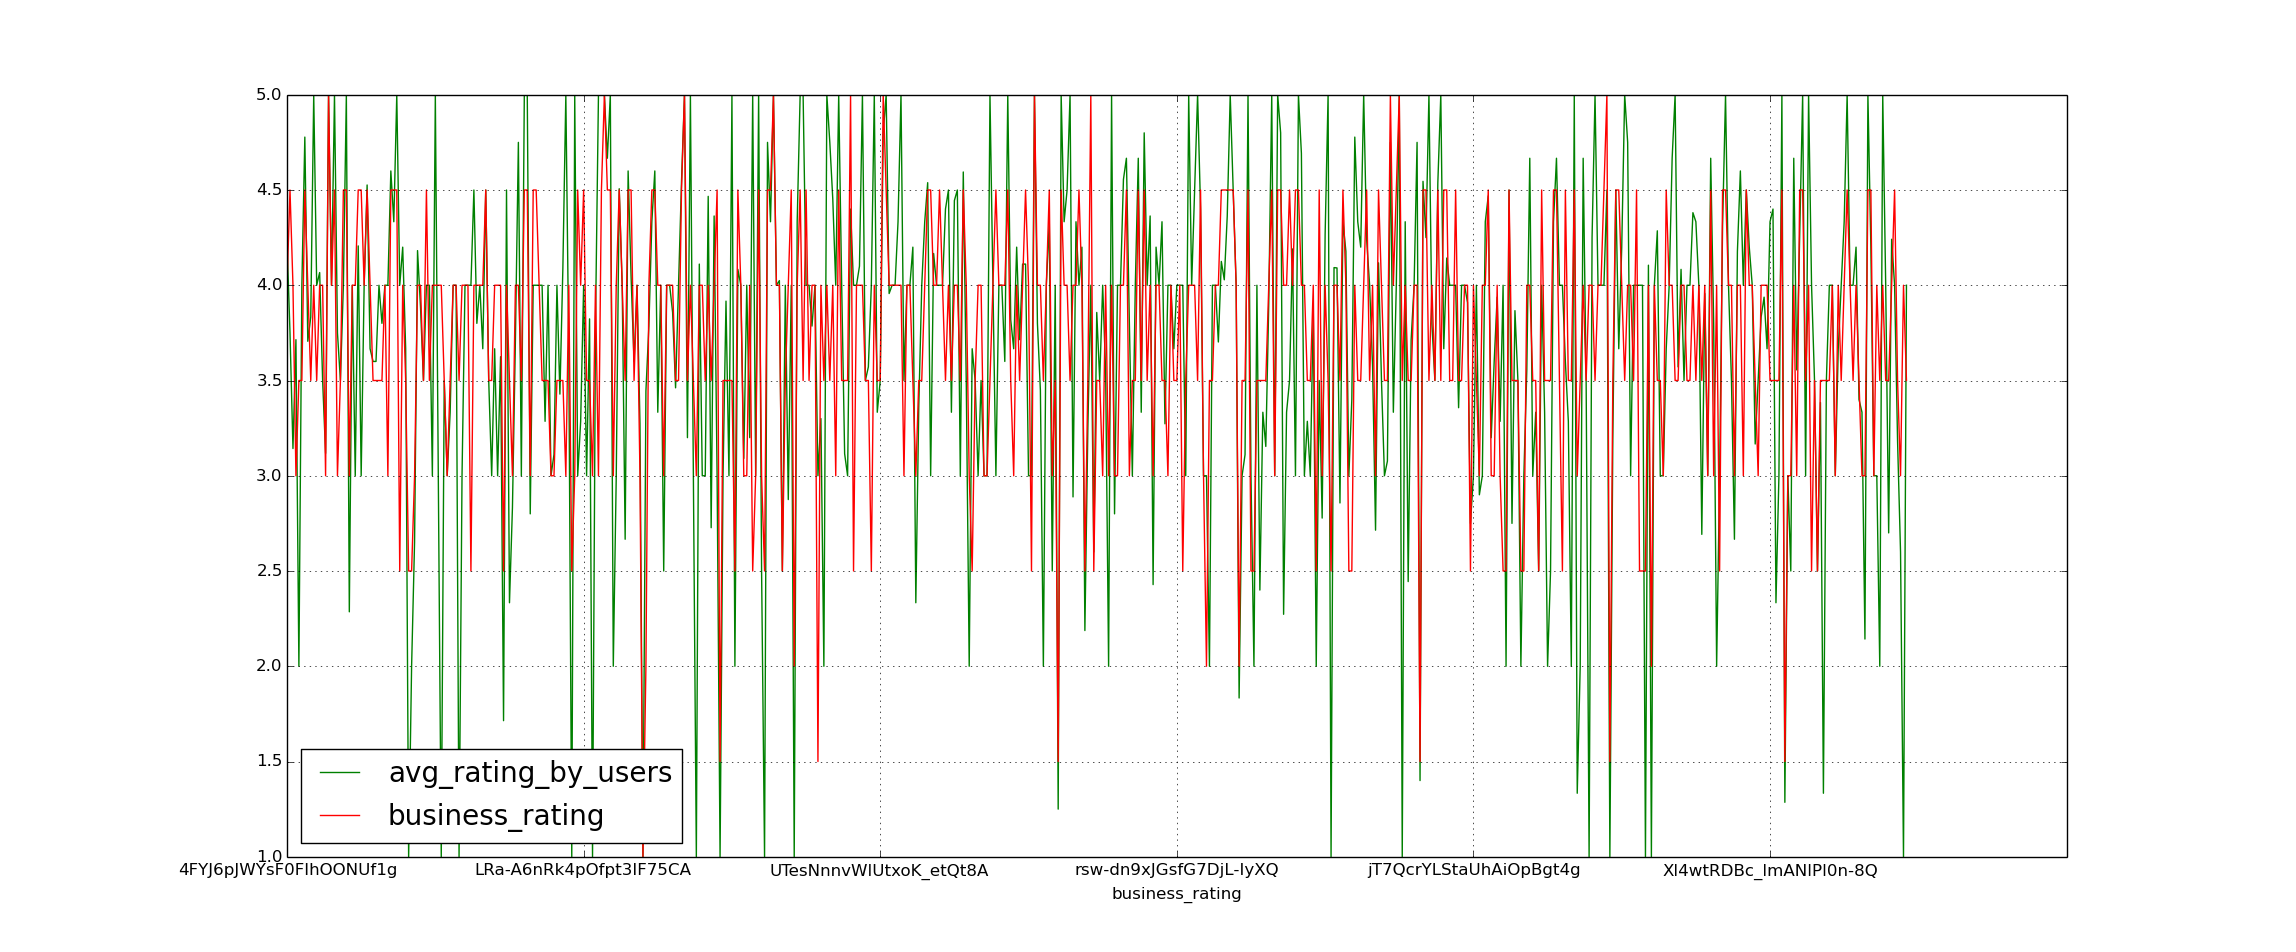 5.0
4.5
4.0
3.5
3.0
2.5
2.0
1.5
1.0
avg_rating_by_users
business_rating
4FYJ6pJWYsF0FIhOONUf1g LRa-A6nRk4pOfpt3IF75CA UTesNnnvWlUtxoK_etQt8A rsw-dn9xJGsfG7DjL-IyXQ jT7QcrYLStaUhAiOpBgt4g Xl4wtRDBc_lmANIPl0n-8Q
business_rating